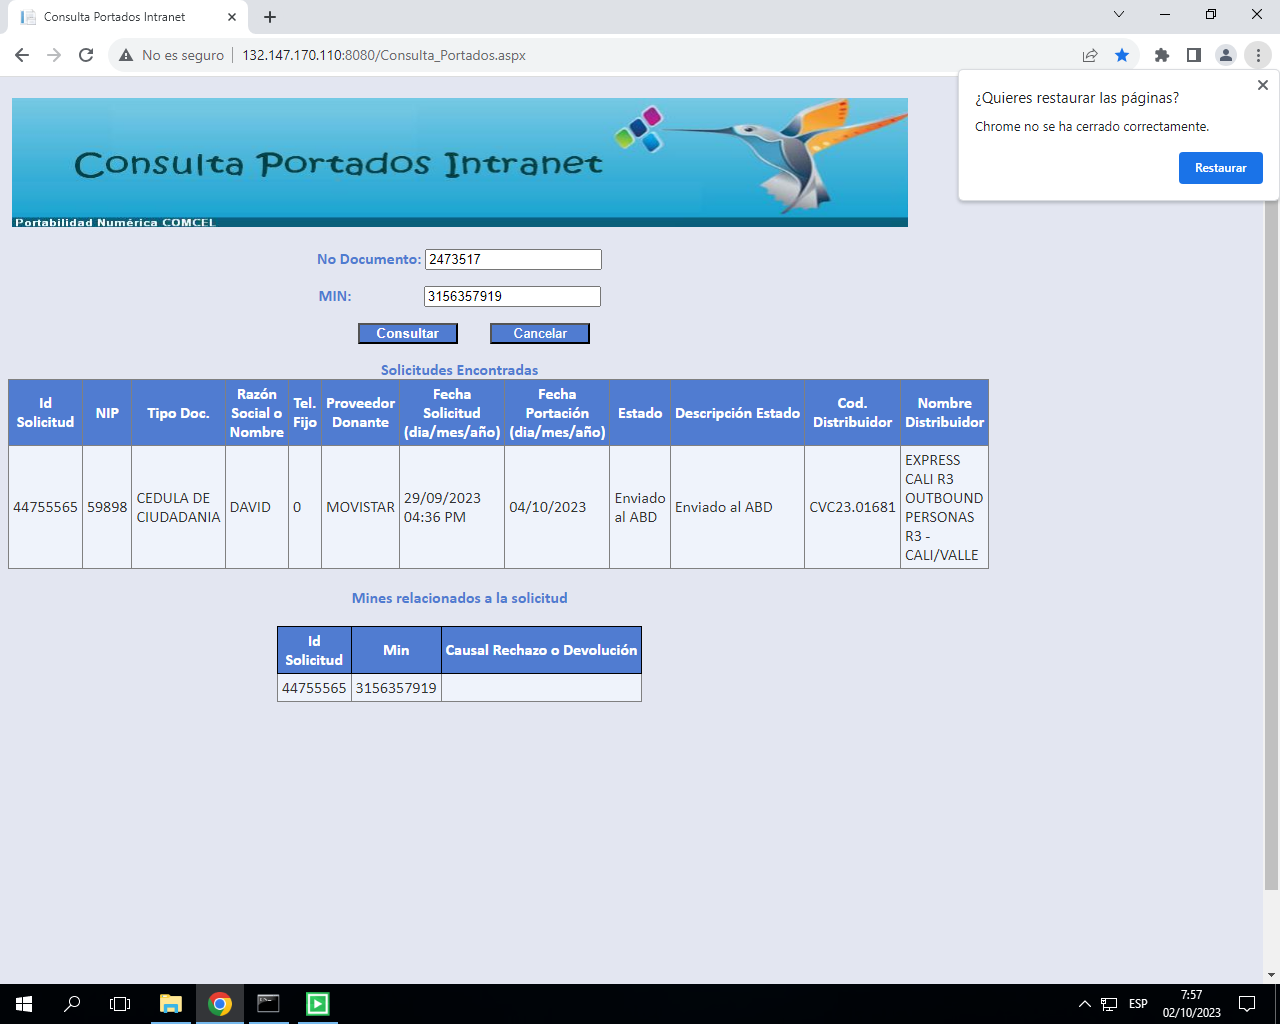 Consulta Portados Intranet
No es seguro
132.147.170.110:8080/Consulta_Portados.aspx
¿Quieres restaurar las páginas?
Chrome no se ha cerrado correctamente.
Restaurar
Consulta Portados Intranet
Portabilidad Numérica COMCEL
No Documento: 2473517
MIN: 3156357919
Consultar Cancelar
Solicitudes Encontradas
Id Solicitud NIP Tipo Doc. Razón Social o Nombre Tel. Fijo Proveedor Donante Fecha Solicitud (dia/mes/año) Fecha Portación (dia/mes/año) Estado Descripción Estado Cod. Distribuidor Nombre Distribuidor
44755565 59898 CEDULA DE CIUDADANIA DAVID 0 MOVISTAR 29/09/2023 04:36 PM 04/10/2023 Enviado al ABD Enviado al ABD CVC23.01681 EXPRESS CALI R3 OUTBOUND PERSONAS R3 - CALI/VALLE
Mines relacionados a la solicitud
Id Solicitud Min Causal Rechazo o Devolución
44755565 3156357919
ESP
7:57
02/10/2023